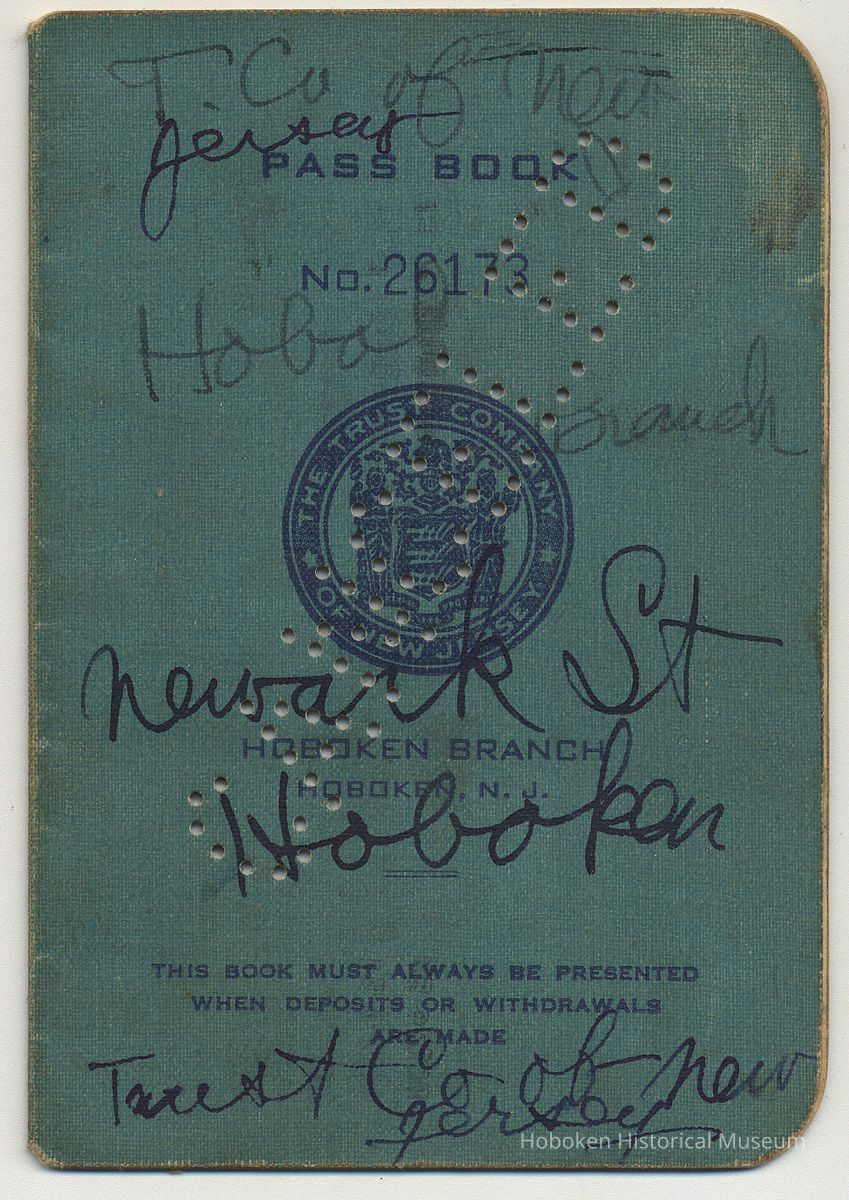 T Co of New
Jersey
PASS BOOK
No. 26173
Hobo
Branch
THE TRUST COMPANY
OF NEW JERSEY
Newark St
HOBOKEN BRANCH
HOBOKEN, N. J.
Hoboken
THIS BOOK MUST ALWAYS BE PRESENTED
WHEN DEPOSITS OR WITHDRAWALS
ARE MADE
Trust Co of New
Jersey
Hoboken Historical Museum